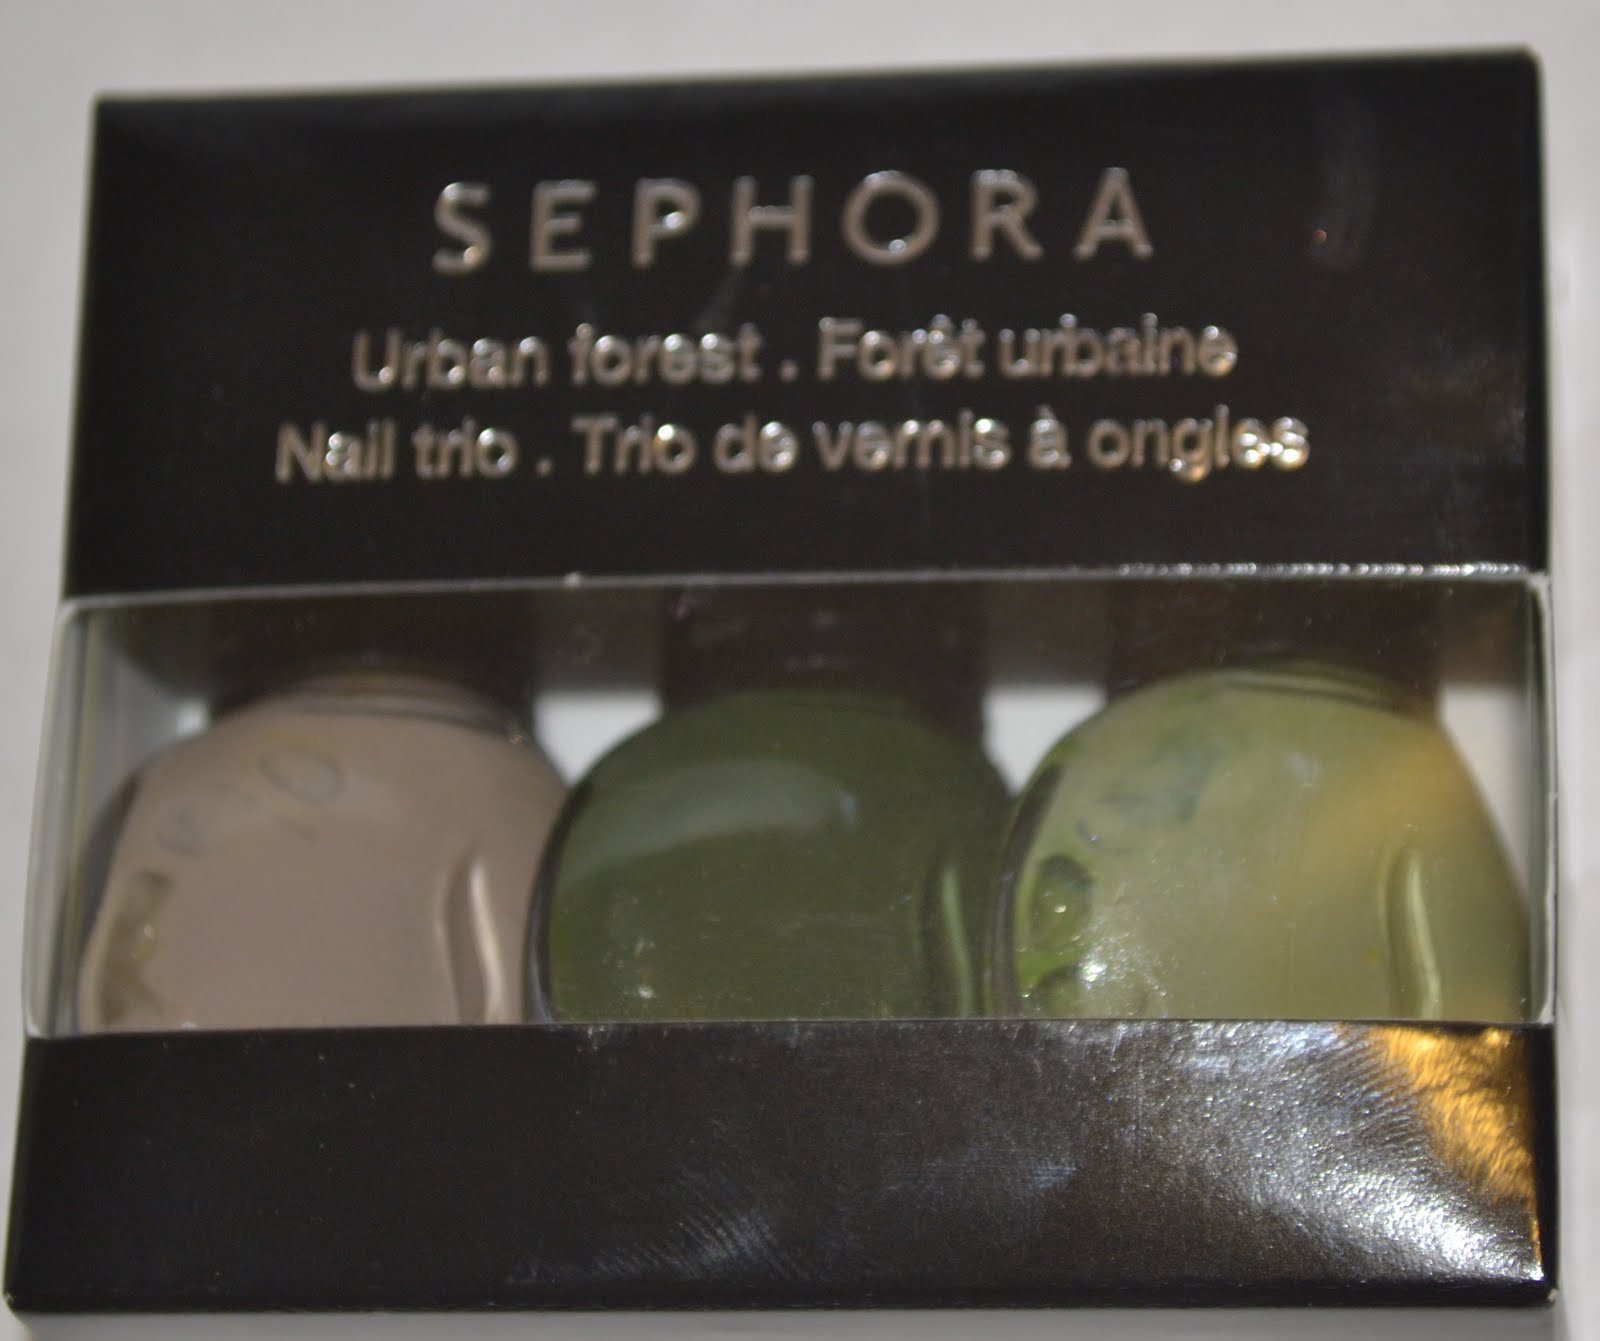 SEPHORA
Urban forest . Forêt urbaine
Nail trio . Trio de vernis à ongles